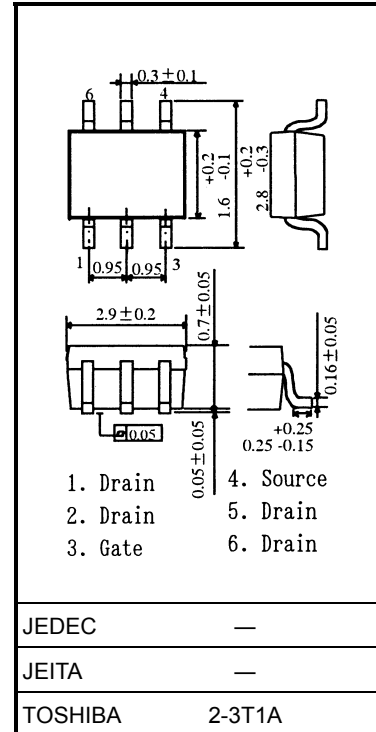 0.3±0.1
6 4
+0.2
1.6 -0.1
+0.2
2.8 -0.3
1 0.95 0.95 3
2.9±0.2
0.7±0.05
0.16±0.05
0.05
0.05±0.05
+0.25
0.25 -0.15
1. Drain
2. Drain
3. Gate
4. Source
5. Drain
6. Drain
JEDEC —
JEITA —
TOSHIBA 2-3T1A